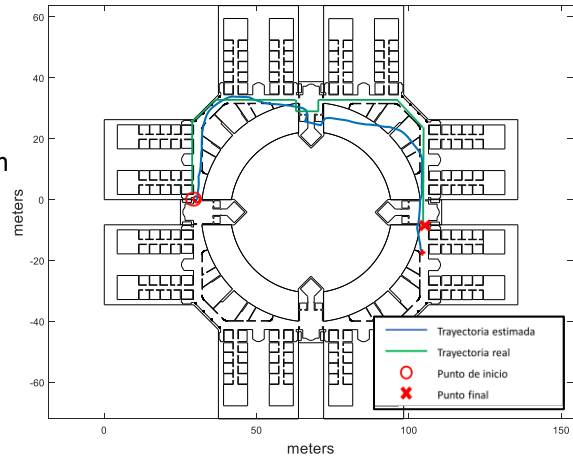 60
40
20
0
-20
-40
-60
meters
m
0
50
100
150
meters
Trayectoria estimada
Trayectoria real
Punto de inicio
Punto final